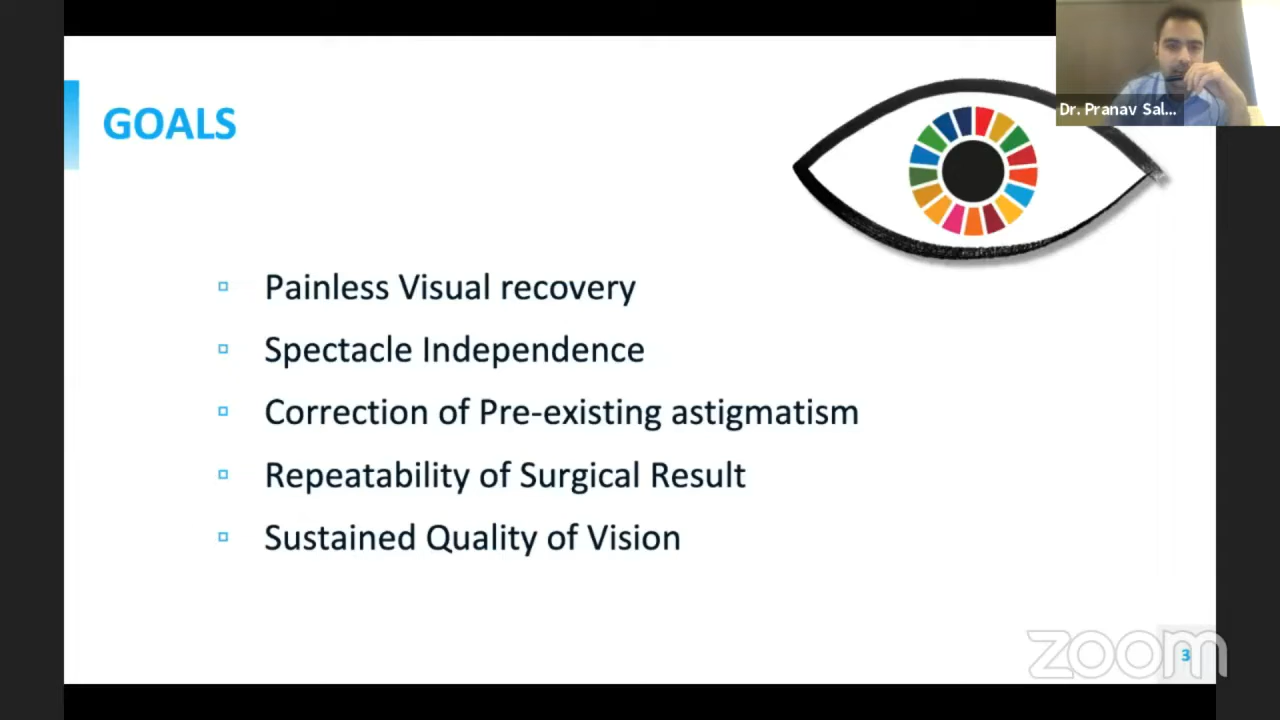 Dr. Pranav Sal...
GOALS
Painless Visual recovery
Spectacle Independence
Correction of Pre-existing astigmatism
Repeatability of Surgical Result
Sustained Quality of Vision
zoom
3